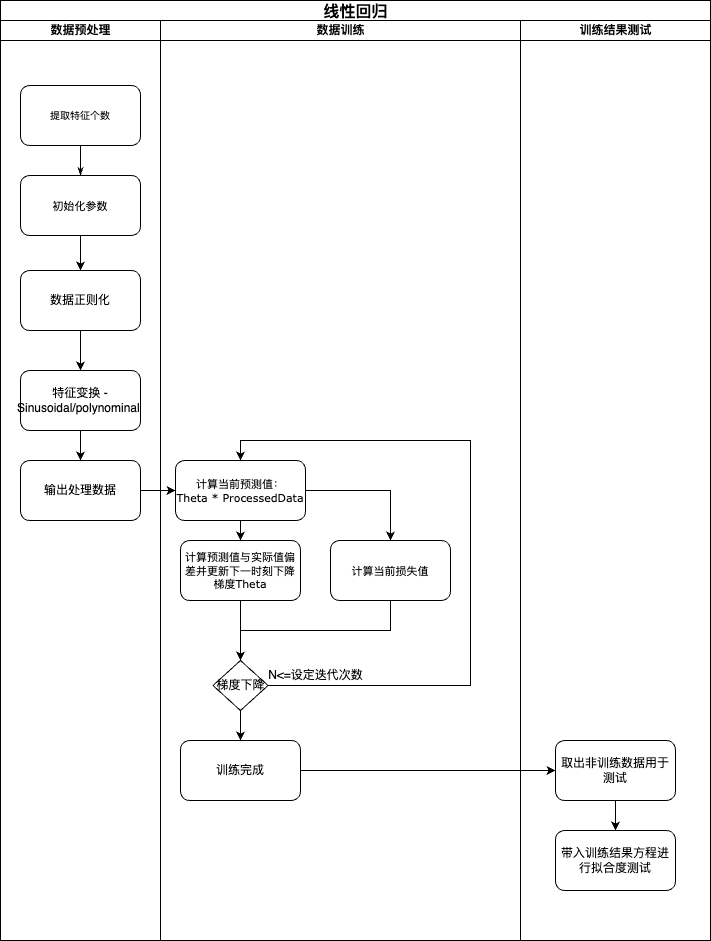 线性回归
数据预处理
数据训练
训练结果测试
提取特征个数
初始化参数
数据正则化
特征变换 -
Sinusoidal/polynominal
输出处理数据
计算当前预测值：
Theta * ProcessedData
计算预测值与实际值偏
差并更新下一时刻下降
梯度Theta
计算当前损失值
N<=设定迭代次数
梯度下降
训练完成
取出非训练数据用于
测试
带入训练结果方程进
行拟合度测试